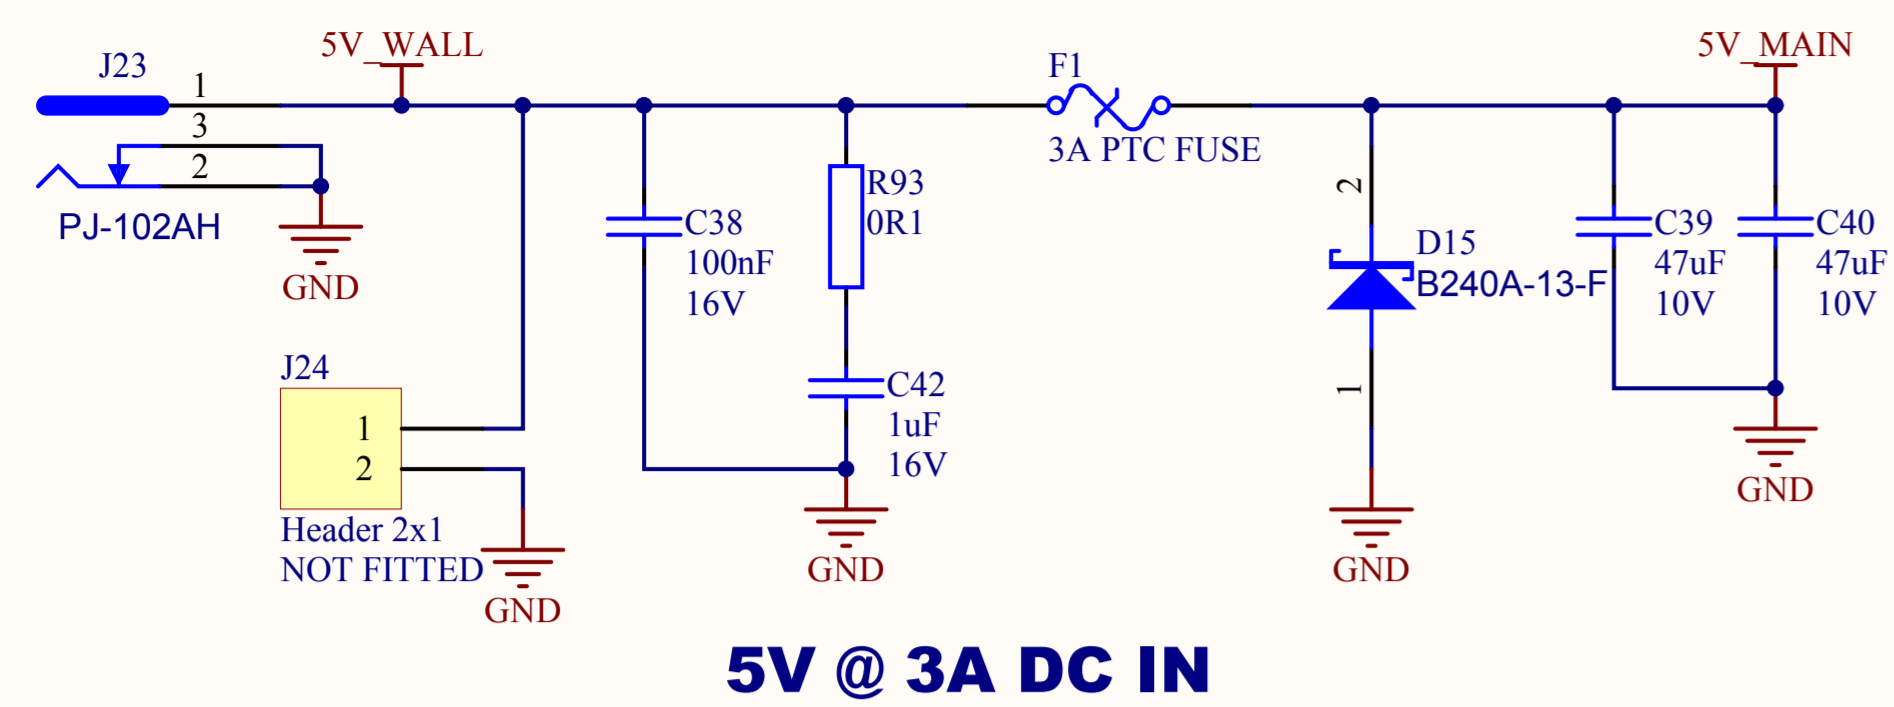 J23
1
3
2
PJ-102AH
GND
5V_WALL
J24
1
2
Header 2x1
NOT FITTED
GND
C38
100nF
16V
R93
0R1
C42
1uF
16V
GND
F1
3A PTC FUSE
2
D15
B240A-13-F
1
GND
C39
47uF
10V
5V_MAIN
C40
47uF
10V
GND
5V @ 3A DC IN